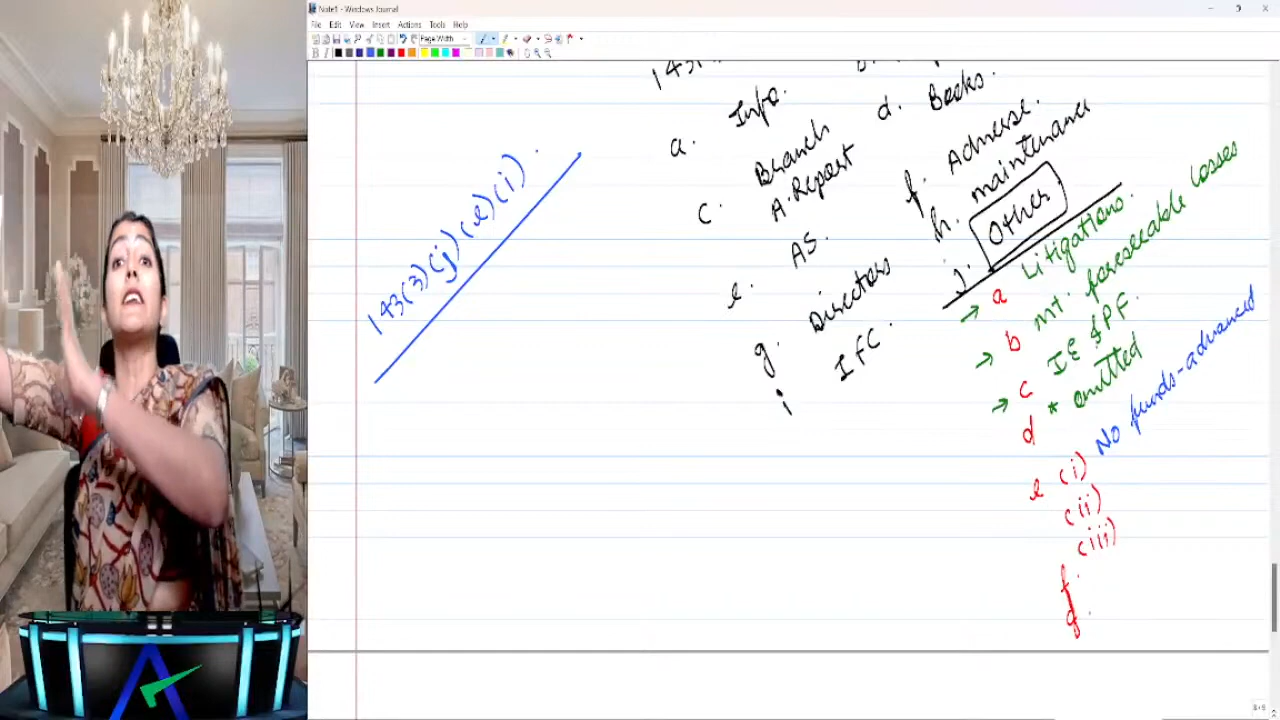 Note1 - Windows Journal
File Edit View Insert Actions Tools Help
Page Width
B I
143(3)(j)(e)(i).
a. Info.
d. Books.
c. Branch
A. Report
f. Adverse.
e. AS.
h. maintenance
g. Directors
j. Other
i IFC.
→ a Litigations.
→ b Mt. foreseeable losses
→ c IE & PF.
d * omitted
e (i) No funds-advanced
(ii)
(iii)
f.
g.